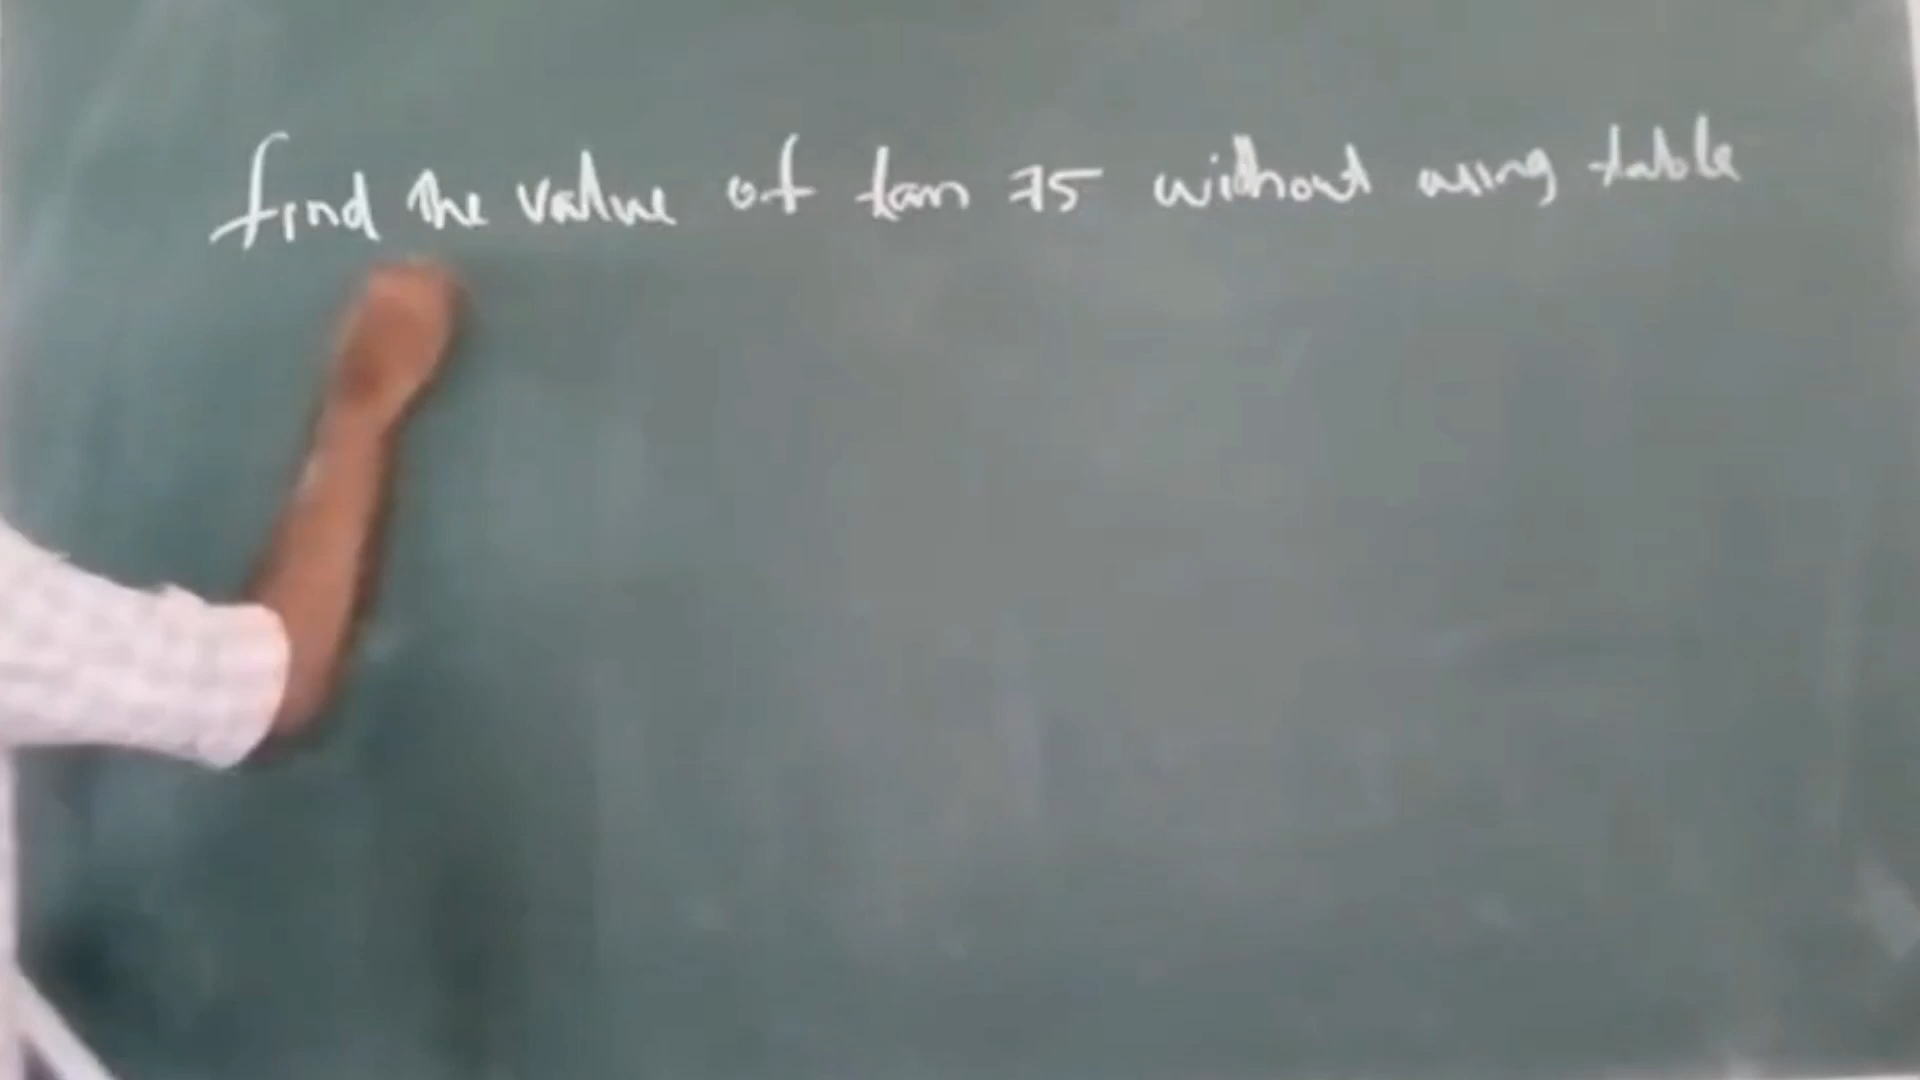 find the value of tan 75 without using table